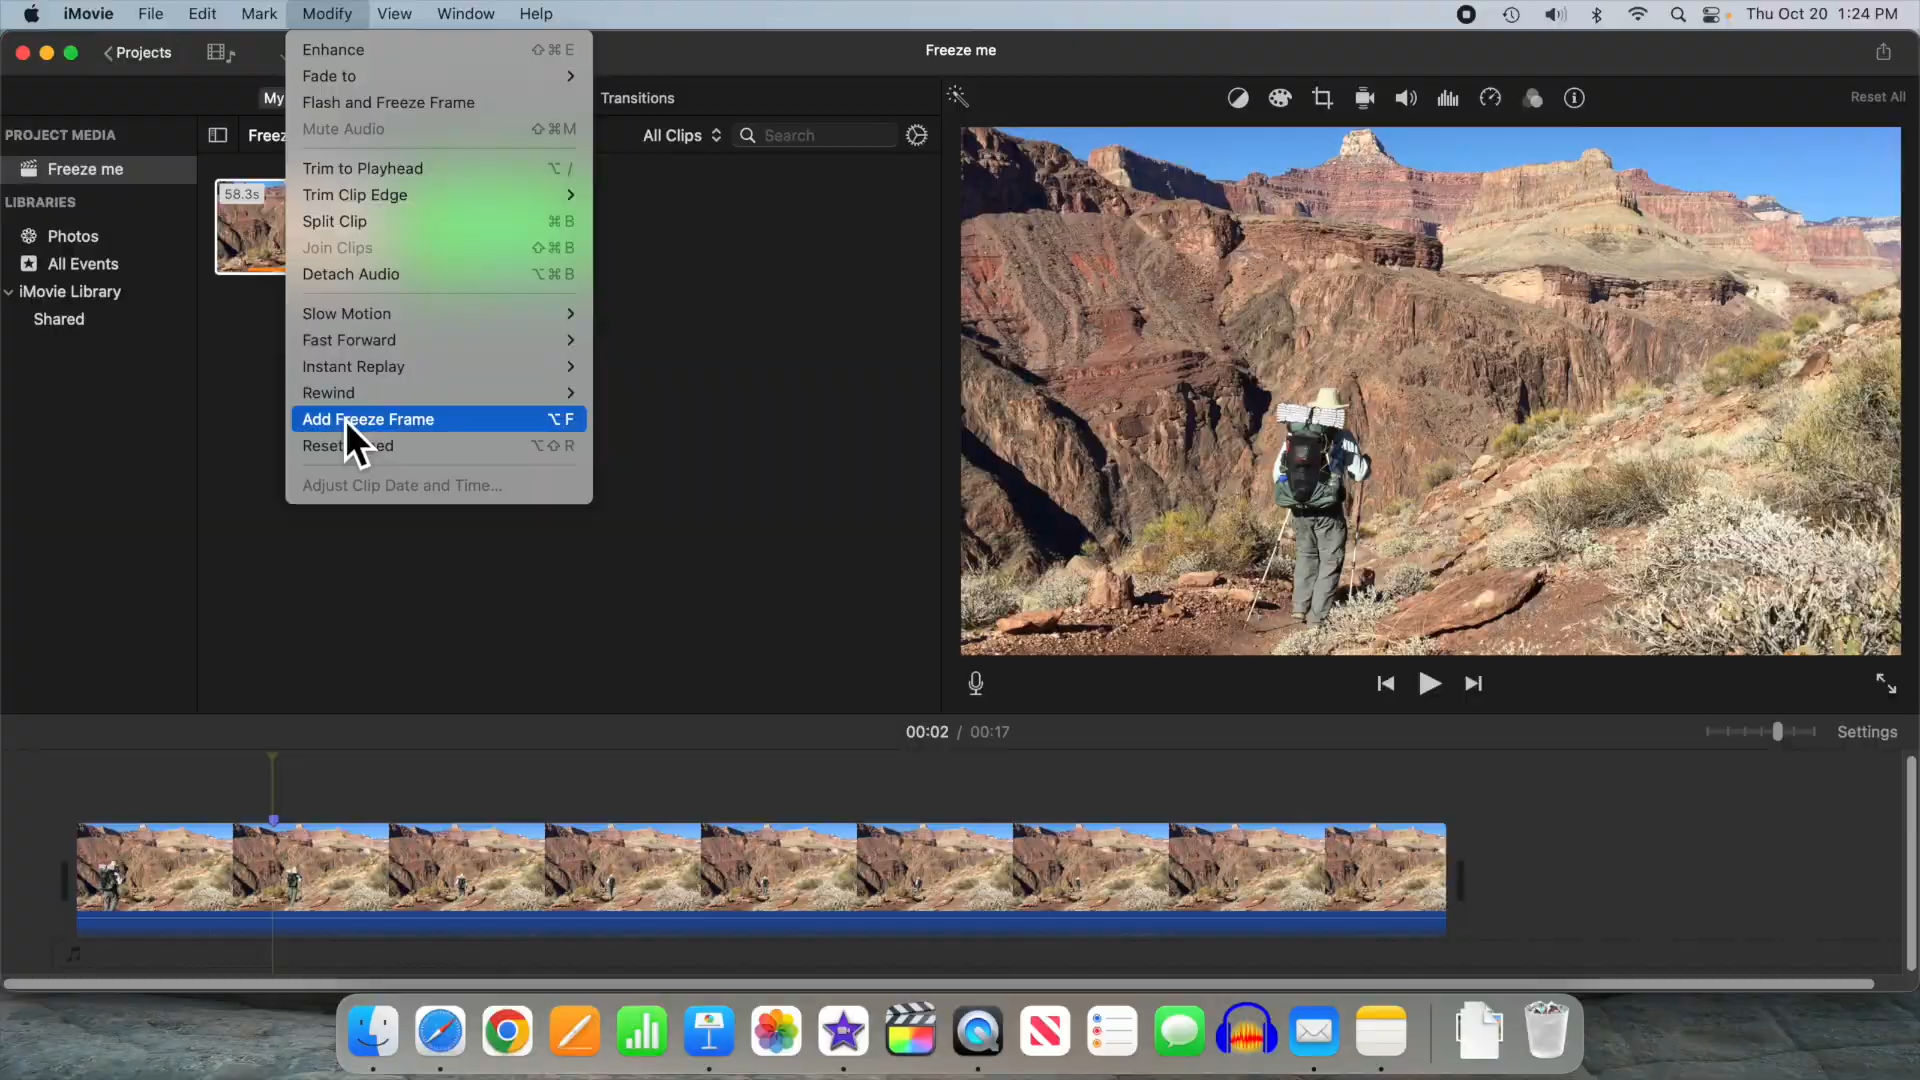 iMovie File Edit Mark Modify View Window Help Thu Oct 20 1:24 PM
Projects
Freeze me
Enhance ⇧⌘E
Fade to
Flash and Freeze Frame
Mute Audio ⇧⌘M
Trim to Playhead ⌥ /
Trim Clip Edge
Split Clip ⌘B
Join Clips ⇧⌘B
Detach Audio ⌥⌘B
Slow Motion
Fast Forward
Instant Replay
Rewind
Add Freeze Frame ⌥F
⌥⇧R
Adjust Clip Date and Time...
My
Transitions
Reset All
PROJECT MEDIA
Freeze me
LIBRARIES
Photos
All Events
iMovie Library
Shared
All Clips
Search
58.3s
00:02 / 00:17
Settings